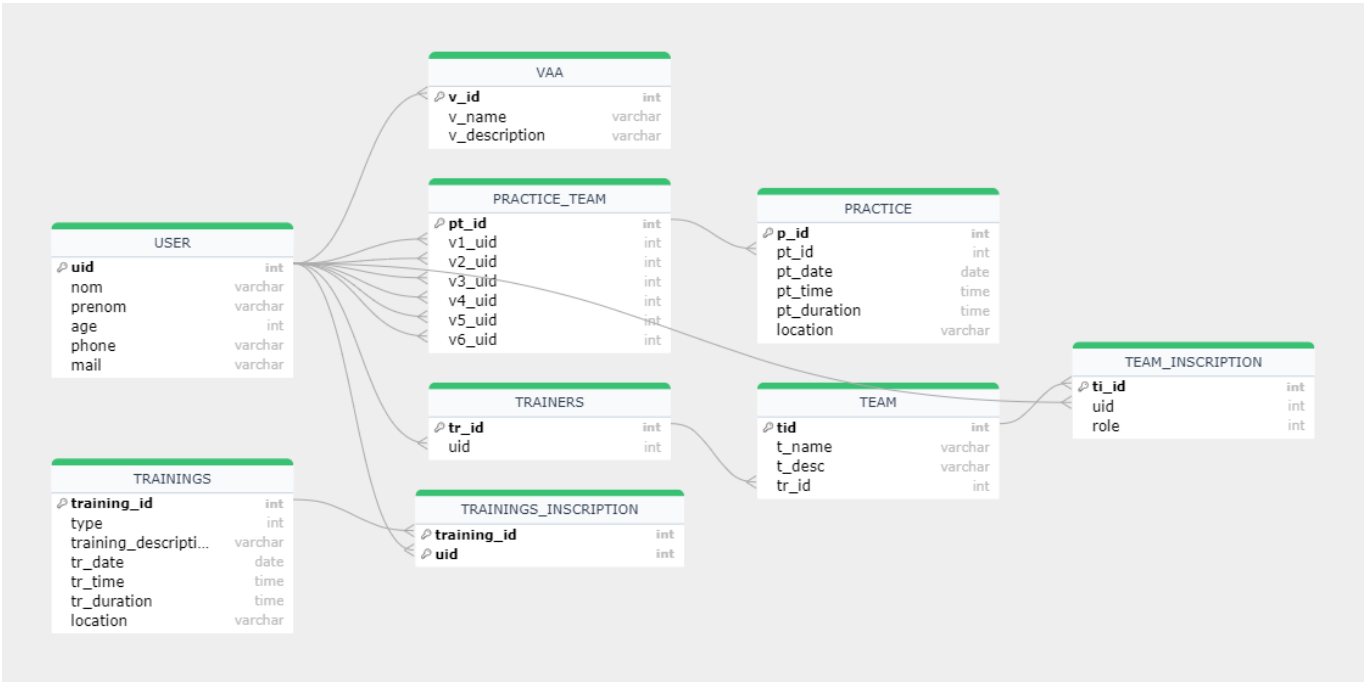 VAA
v_id int
v_name varchar
v_description varchar
PRACTICE_TEAM
pt_id int
v1_uid int
v2_uid int
v3_uid int
v4_uid int
v5_uid int
v6_uid int
PRACTICE
p_id int
pt_id int
pt_date date
pt_time time
pt_duration time
location varchar
USER
uid int
nom varchar
prenom varchar
age int
phone varchar
mail varchar
TEAM_INSCRIPTION
ti_id int
uid int
role int
TRAINERS
tr_id int
uid int
TEAM
tid int
t_name varchar
t_desc varchar
tr_id int
TRAININGS
training_id int
type int
training_descripti... varchar
tr_date date
tr_time time
tr_duration time
location varchar
TRAININGS_INSCRIPTION
training_id int
uid int